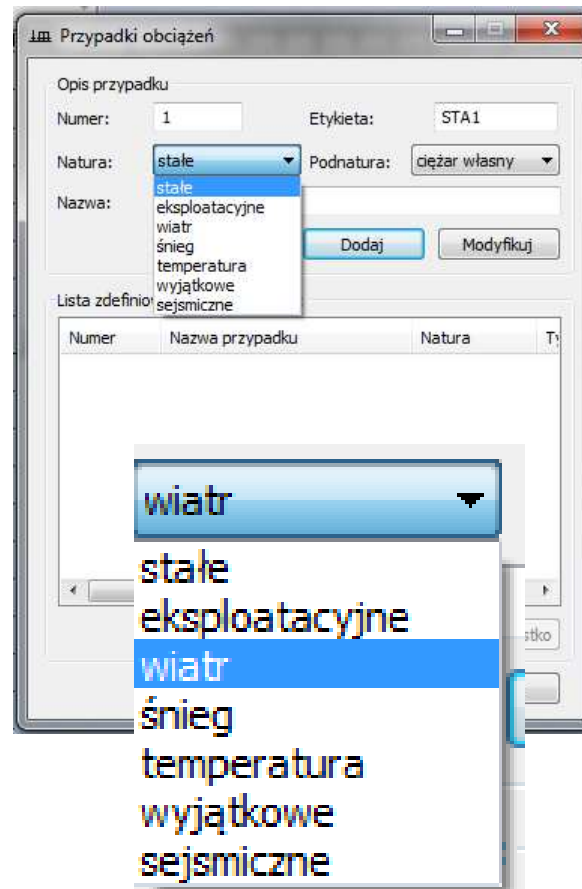 Przypadki obciążeń
Opis przypadku
Numer: 1 Etykieta: STA1
Natura: stałe Podnatura: ciężar własny
stałe
Nazwa: eksploatacyjne
wiatr
śnieg Dodaj Modyfikuj
temperatura
wyjątkowe
Lista sejsmiczne
Numer Nazwa przypadku Natura
wiatr
stałe
eksploatacyjne
wiatr
śnieg
temperatura
wyjątkowe
sejsmiczne